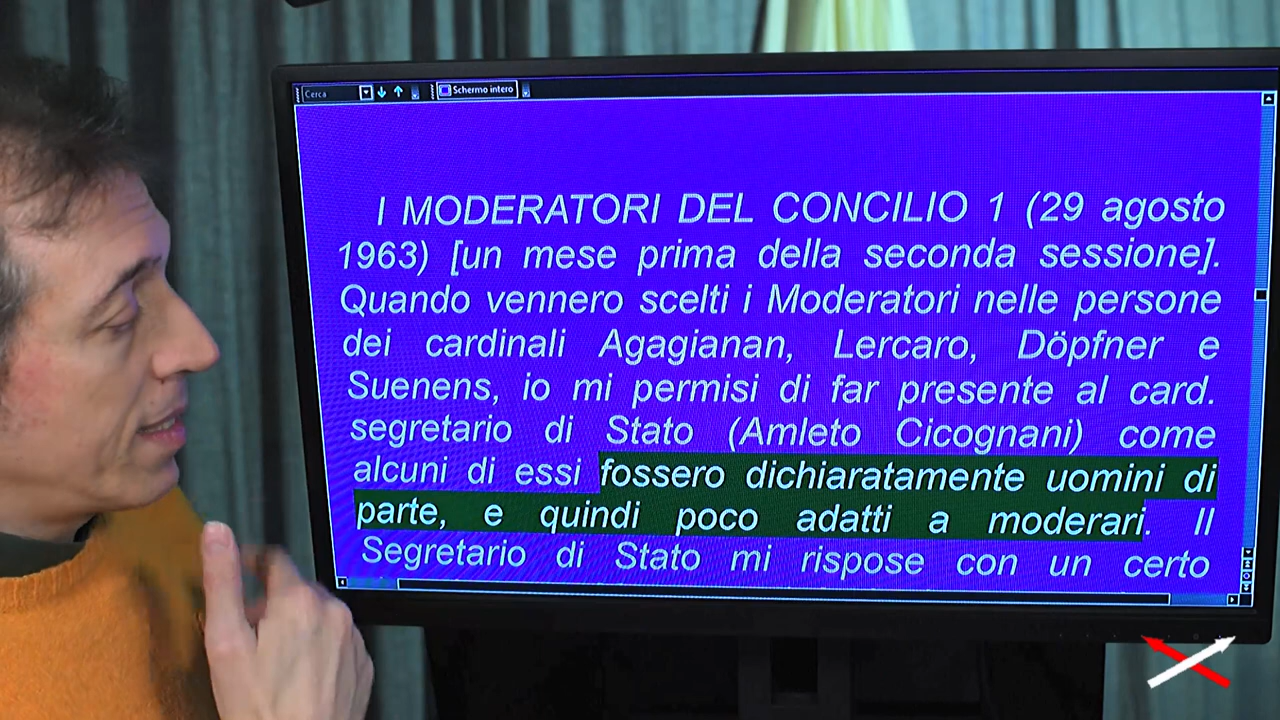 Cerca
Schermo intero
I MODERATORI DEL CONCILIO 1 (29 agosto
1963) [un mese prima della seconda sessione].
Quando vennero scelti i Moderatori nelle persone
dei cardinali Agagianan, Lercaro, Döpfner e
Suenens, io mi permisi di far presente al card.
segretario di Stato (Amleto Cicognani) come
alcuni di essi fossero dichiaratamente uomini di
parte, e quindi poco adatti a moderari. Il
Segretario di Stato mi rispose con un certo